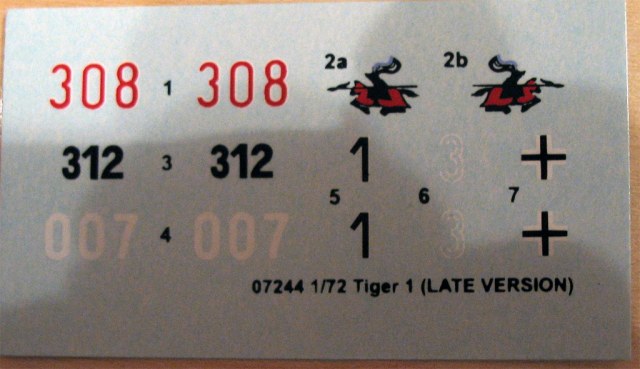 308 1 308 2a 2b
312 3 312 1 3
5 6 7
007 4 007 1 3
07244 1/72 Tiger 1 (LATE VERSION)